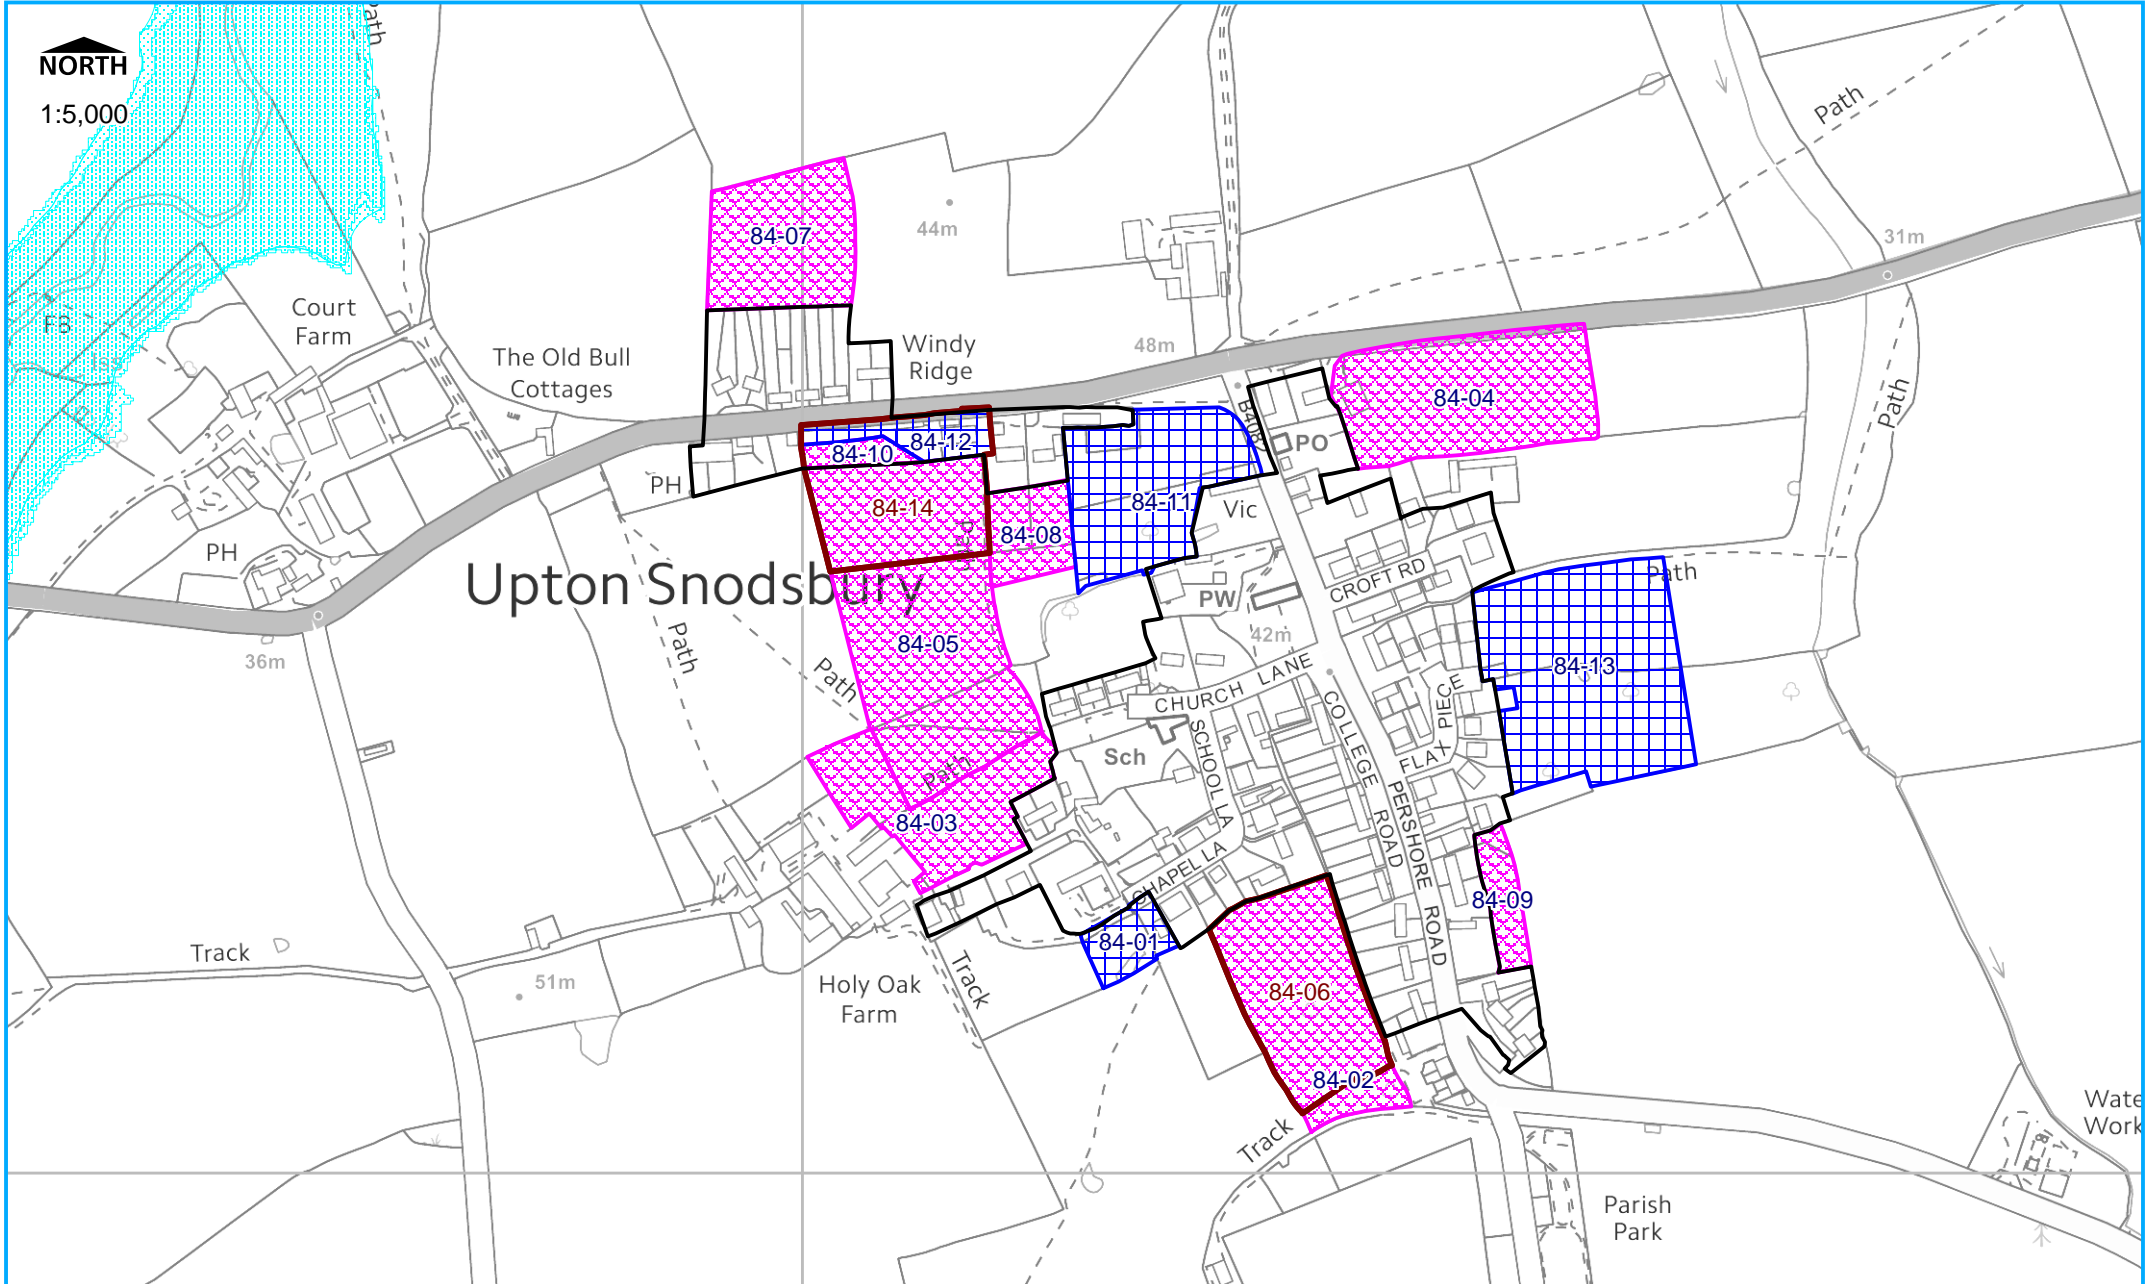 Path
NORTH
1:5,000
Path
84-07
44m
31m
Court
Farm
FB
Windy
Ridge
48m
The Old Bull
Cottages
84-04
Path
B408
PO
84-12
84-10
PH
84-14
84-11
Vic
84-08
PH
Upton Snodsbury
CROFT RD
Path
PW
42m
36m
Path
84-05
Path
84-13
CHURCH LANE
FLAX PIECE
COLLEGE ROAD
SCHOOL LA
Sch
Path
84-03
PERSHORE ROAD
CHAPEL LA
84-09
84-01
Track
51m
Holy Oak
Farm
Track
84-06
84-02
Track
Wate
Work
Parish
Park